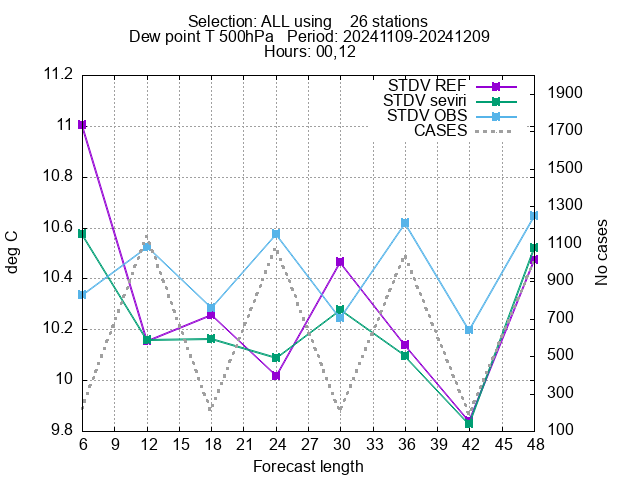 Selection: ALL using    26 stations
Dew point T 500hPa   Period: 20241109-20241209
Hours: 00,12
STDV REF
STDV seviri
STDV OBS
CASES
deg C
11.2
11
10.8
10.6
10.4
10.2
10
9.8
No cases
1900
1700
1500
1300
1100
900
700
500
300
100
6 9 12 15 18 21 24 27 30 33 36 39 42 45 48
Forecast length